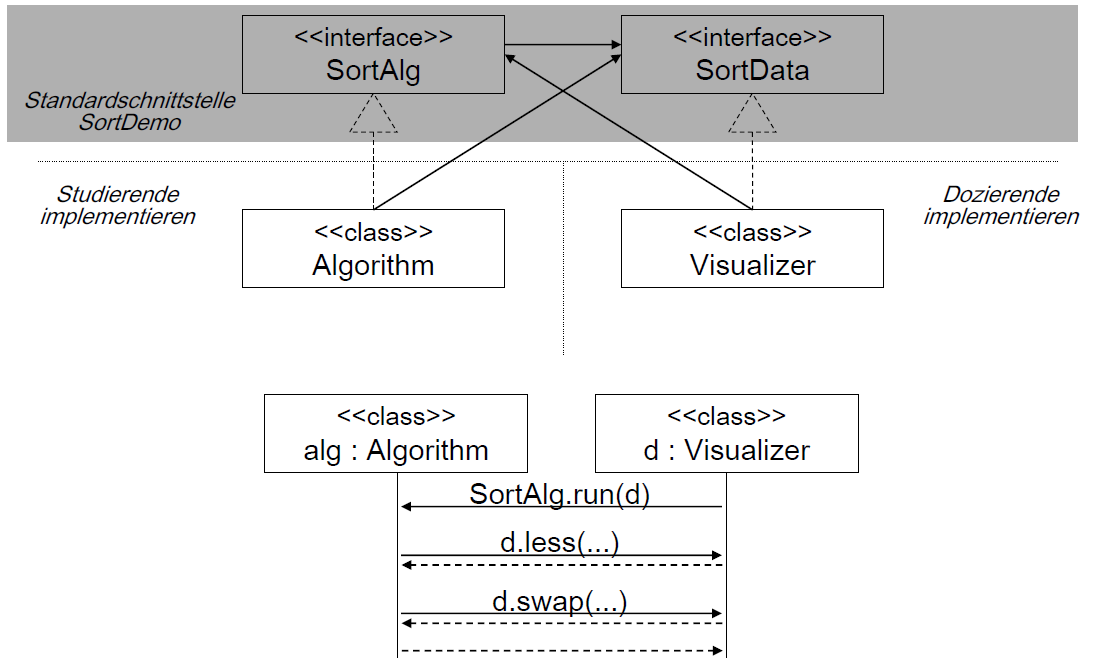 <<interface>>
SortAlg
<<interface>>
SortData
Standardschnittstelle
SortDemo
Studierende
implementieren
Dozierende
implementieren
<<class>>
Algorithm
<<class>>
Visualizer
<<class>>
alg : Algorithm
<<class>>
d : Visualizer
SortAlg.run(d)
d.less(...)
d.swap(...)